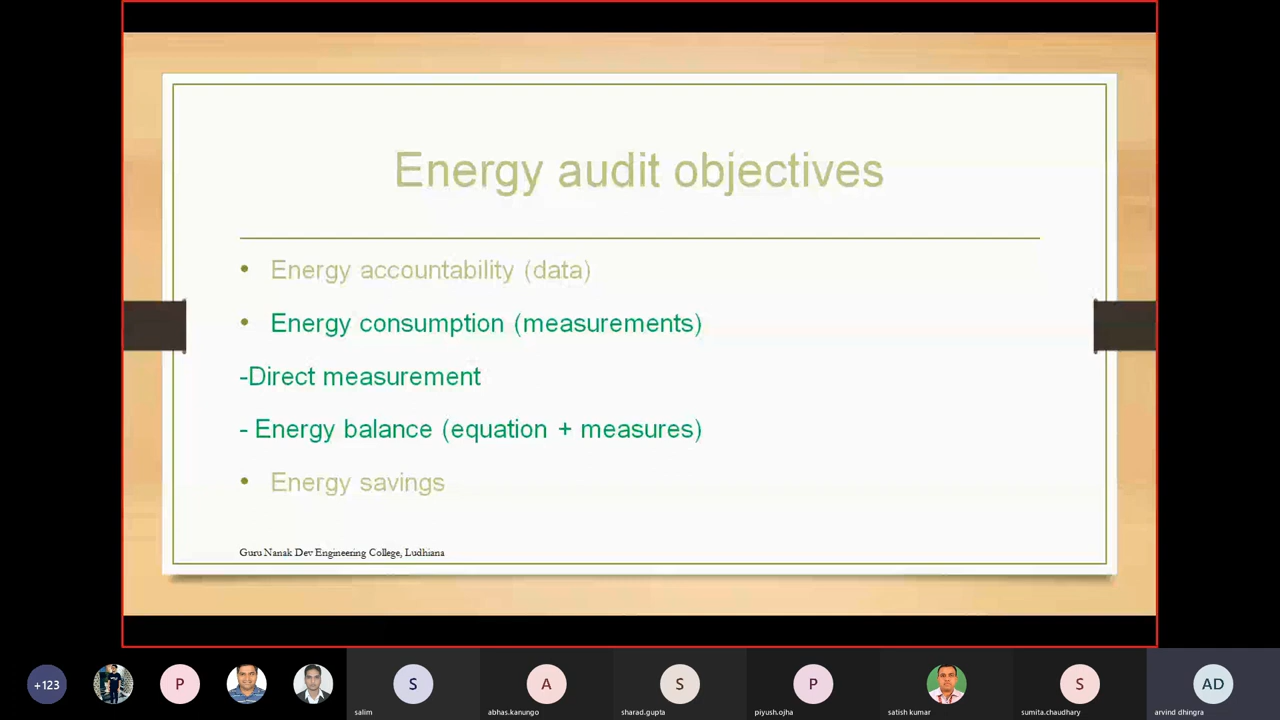 Energy audit objectives
• Energy accountability (data)
• Energy consumption (measurements)
-Direct measurement
- Energy balance (equation + measures)
• Energy savings
Guru Nanak Dev Engineering College, Ludhiana
+123
P
S
A
S
P
S
AD
salim
abhas.kanungo
sharad.gupta
piyush.ojha
satish kumar
sumita.chaudhary
arvind dhingra